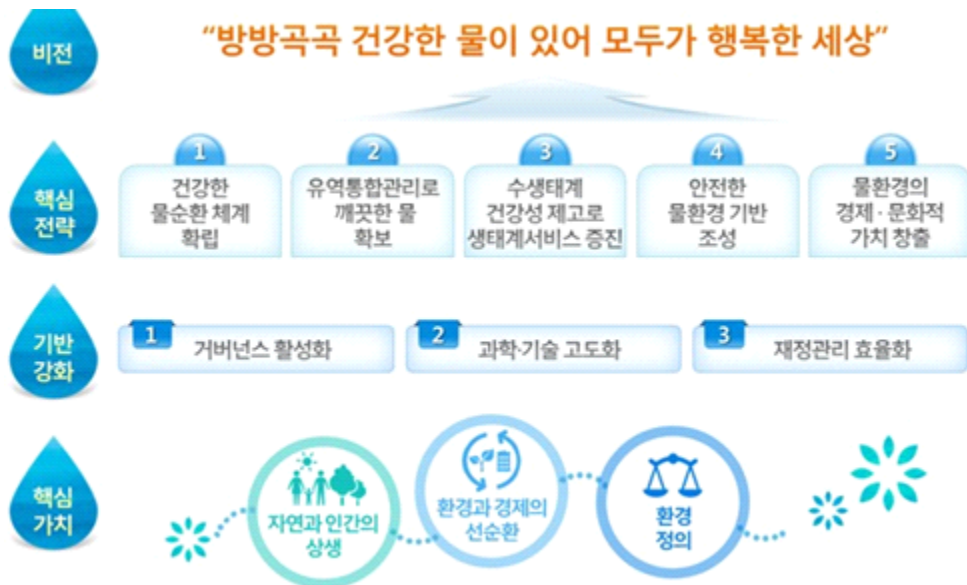 비전
“방방곡곡 건강한 물이 있어 모두가 행복한 세상”
핵심
전략
1
건강한
물순환 체계
확립
2
유역통합관리로
깨끗한 물
확보
3
수생태계
건강성 제고로
생태계서비스 증진
4
안전한
물환경 기반
조성
5
물환경의
경제·문화적
가치 창출
기반
강화
1 거버넌스 활성화
2 과학·기술 고도화
3 재정관리 효율화
핵심
가치
자연과 인간의
상생
환경과 경제의
선순환
환경
정의